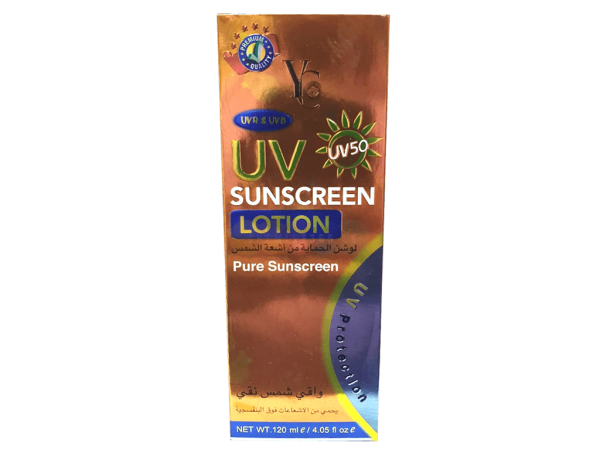 PREMIUM
QUALITY
YC
UVA & UVB
UV
UV50
SUNSCREEN
LOTION
لوشن الحماية من أشعة الشمس
Pure Sunscreen
UV Protection
واقي شمس نقي
يحمي من الاشعاعات فوق البنفسجية
NET WT.120 ml e / 4.05 fl oz e